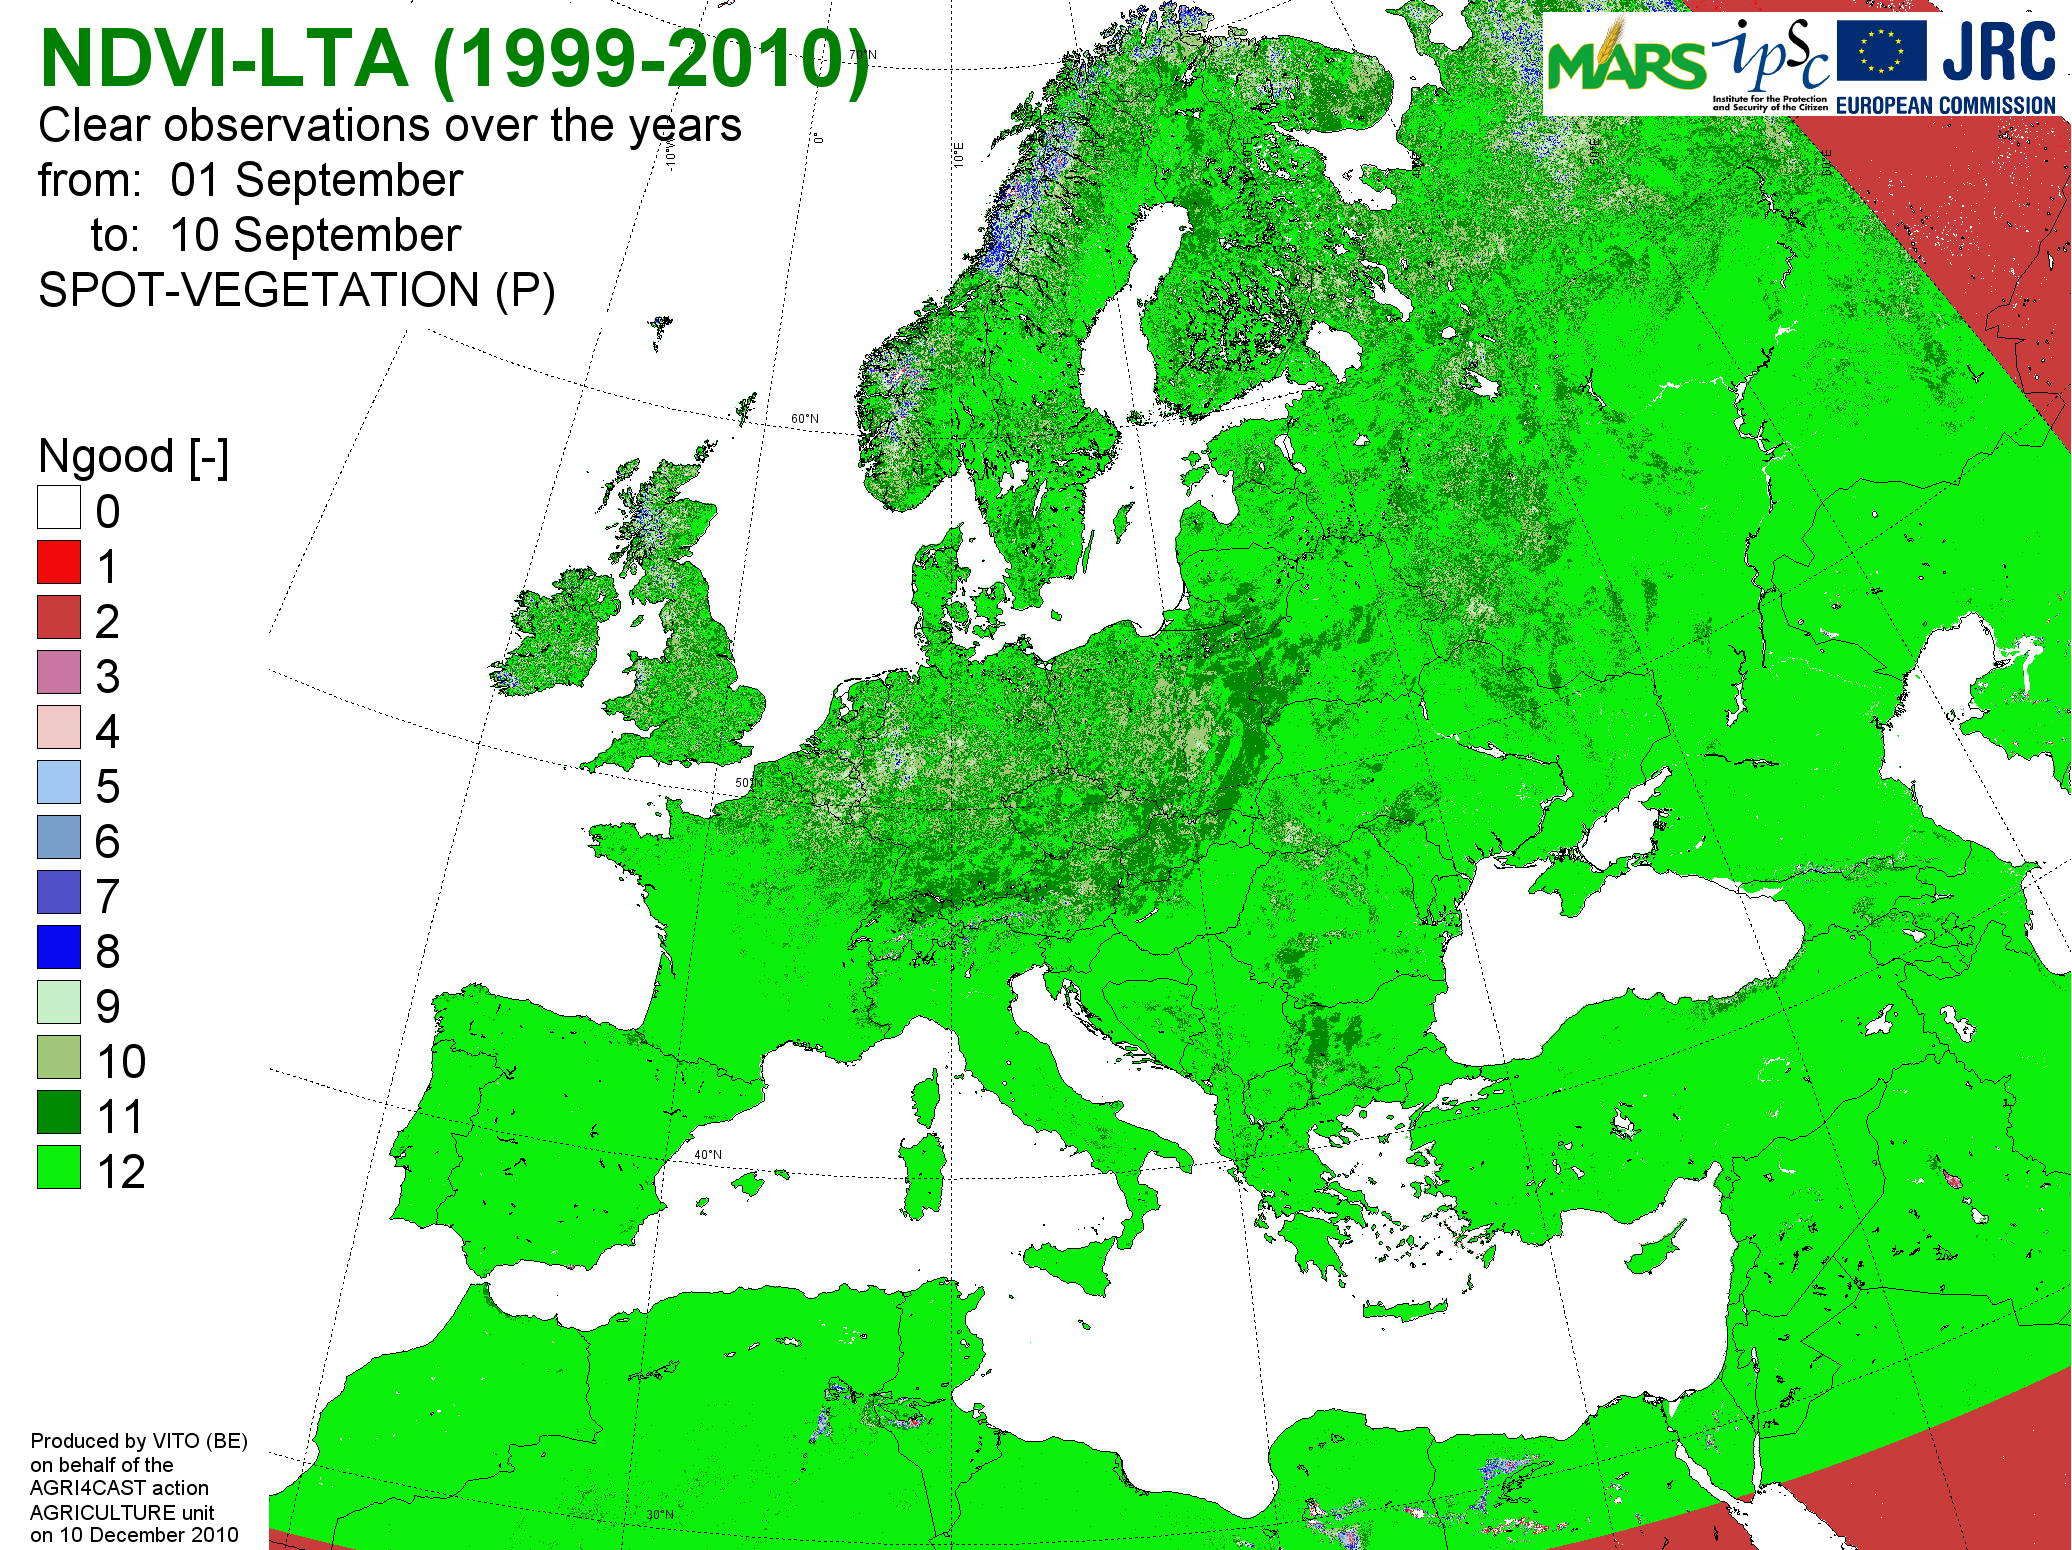 NDVI-LTA (1999-2010)
Clear observations over the years
from: 01 September
to: 10 September
SPOT-VEGETATION (P)
MARS
ipsc
Institute for the Protection
and Security of the Citizen
JRC
EUROPEAN COMMISSION
70°N
-10°W
0°
10°E
60°N
50°
40°N
30°N
Ngood [-]
0
1
2
3
4
5
6
7
8
9
10
11
12
Produced by VITO (BE)
on behalf of the
AGRI4CAST action
AGRICULTURE unit
on 10 December 2010